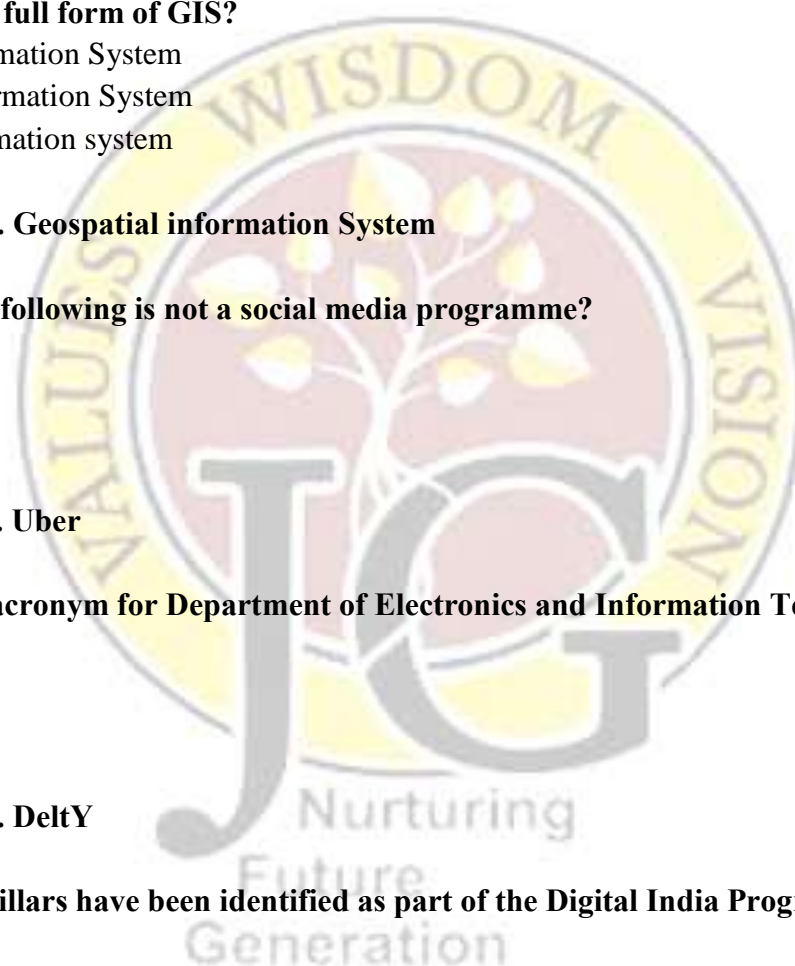 full form of GIS?
mation System
rmation System
nation system
. Geospatial information System
following is not a social media programme?
. Uber
acronym for Department of Electronics and Information Te
. DeltY
illars have been identified as part of the Digital India Prog
WISDOM
VALUES
VISION
JG
Nurturing
Future
Generation